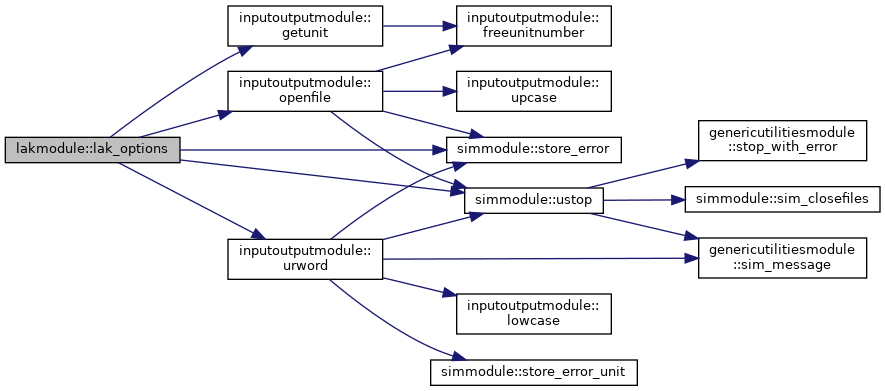 lakmodule::lak_options
inputoutputmodule::
getunit
inputoutputmodule::
openfile
inputoutputmodule::
urword
inputoutputmodule::
freeunitnumber
inputoutputmodule::
upcase
simmodule::store_error
simmodule::ustop
inputoutputmodule::
lowcase
simmodule::store_error_unit
genericutilitiesmodule
::stop_with_error
simmodule::sim_closefiles
genericutilitiesmodule
::sim_message